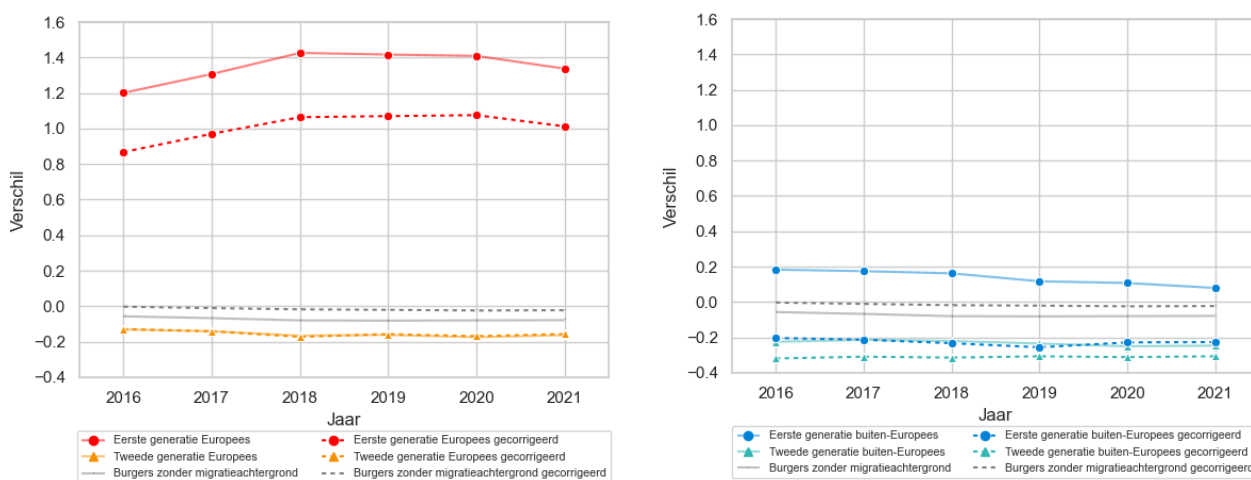 1.6
1.4
1.2
1.0
0.8
0.6
0.4
0.2
0.0
−0.2
−0.4
Verschil
2016 2017 2018 2019 2020 2021
Jaar
Eerste generatie Europees Eerste generatie Europees gecorrigeerd
Tweede generatie Europees Tweede generatie Europees gecorrigeerd
Burgers zonder migratieachtergrond Burgers zonder migratieachtergrond gecorrigeerd
1.6
1.4
1.2
1.0
0.8
0.6
0.4
0.2
0.0
−0.2
−0.4
Verschil
2016 2017 2018 2019 2020 2021
Jaar
Eerste generatie buiten-Europees Eerste generatie buiten-Europees gecorrigeerd
Tweede generatie buiten-Europees Tweede generatie buiten-Europees gecorrigeerd
Burgers zonder migratieachtergrond Burgers zonder migratieachtergrond gecorrigeerd